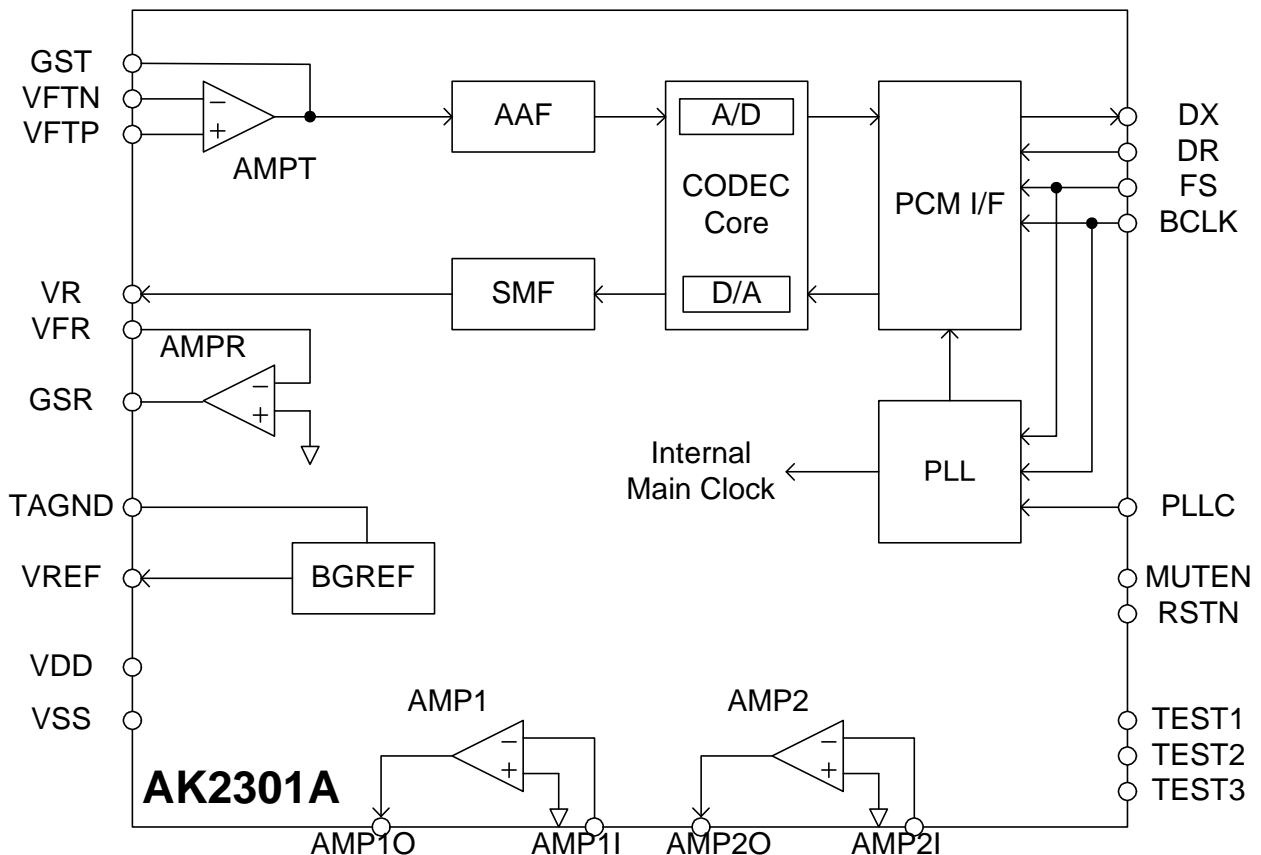 GST
VFTN
VFTP
−
+
AMPT
AAF
A/D
CODEC
Core
D/A
PCM I/F
DX
DR
FS
BCLK
VR
VFR
SMF
AMPR
GSR
−
+
Internal
Main Clock
PLL
PLLC
TAGND
VREF
BGREF
MUTEN
RSTN
VDD
VSS
AMP1
−
+
AMP2
−
+
TEST1
TEST2
TEST3
AK2301A
AMP1O
AMP1I
AMP2O
AMP2I